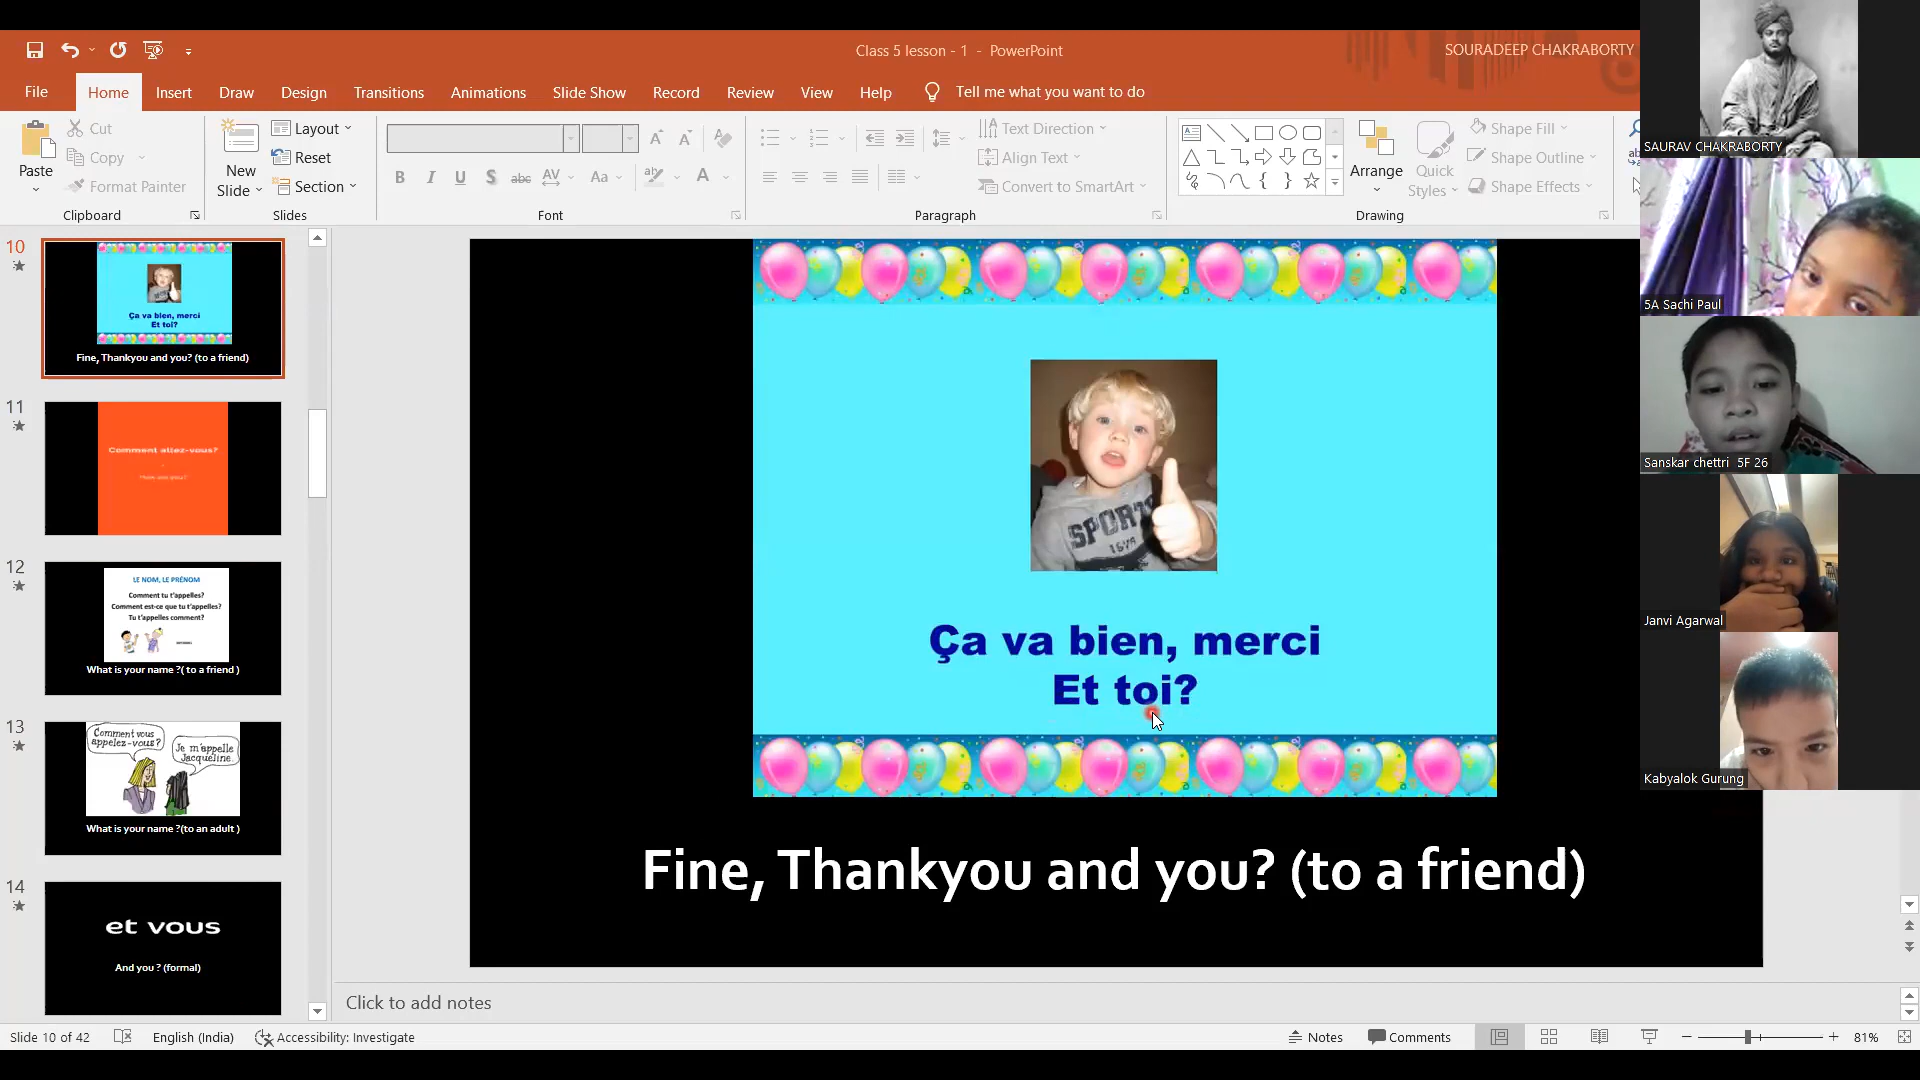 Class 5 lesson - 1 - PowerPoint
SOURADEEP CHAKRABORTY
File
Home
Insert
Draw
Design
Transitions
Animations
Slide Show
Record
Review
View
Help
Tell me what you want to do
Paste
Cut
Copy
Format Painter
Clipboard
New
Slide
Layout
Reset
Section
Slides
B I U S abc AV Aa A
Font
Text Direction
Align Text
Convert to SmartArt
Paragraph
Arrange
Quick
Styles
Shape Fill
Shape Outline
Shape Effects
Drawing
SAURAV CHAKRABORTY
5A Sachi Paul
Sanskar chettri 5F 26
Janvi Agarwal
Kabyalok Gurung
10
Ça va bien, merci
Et toi?
Fine, Thankyou and you? (to a friend)
11
Comment allez-vous?
12
LE NOM, LE PRÉNOM
Comment tu t'appelles?
Comment est-ce que tu t'appelles?
Tu t'appelles comment?
What is your name ?( to a friend )
13
Comment vous
appelez-vous?
Je m'appelle
Jacqueline.
What is your name ?(to an adult )
14
et vous
And you ? (formal)
SPORT
Ça va bien, merci
Et toi?
Fine, Thankyou and you? (to a friend)
Click to add notes
Slide 10 of 42
English (India)
Accessibility: Investigate
Notes
Comments
81%